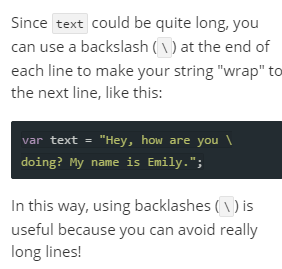 Since text could be quite long, you
can use a backslash (\) at the end of
each line to make your string "wrap" to
the next line, like this:
var text = "Hey, how are you \
doing? My name is Emily.";
In this way, using backlashes (\) is
useful because you can avoid really
long lines!